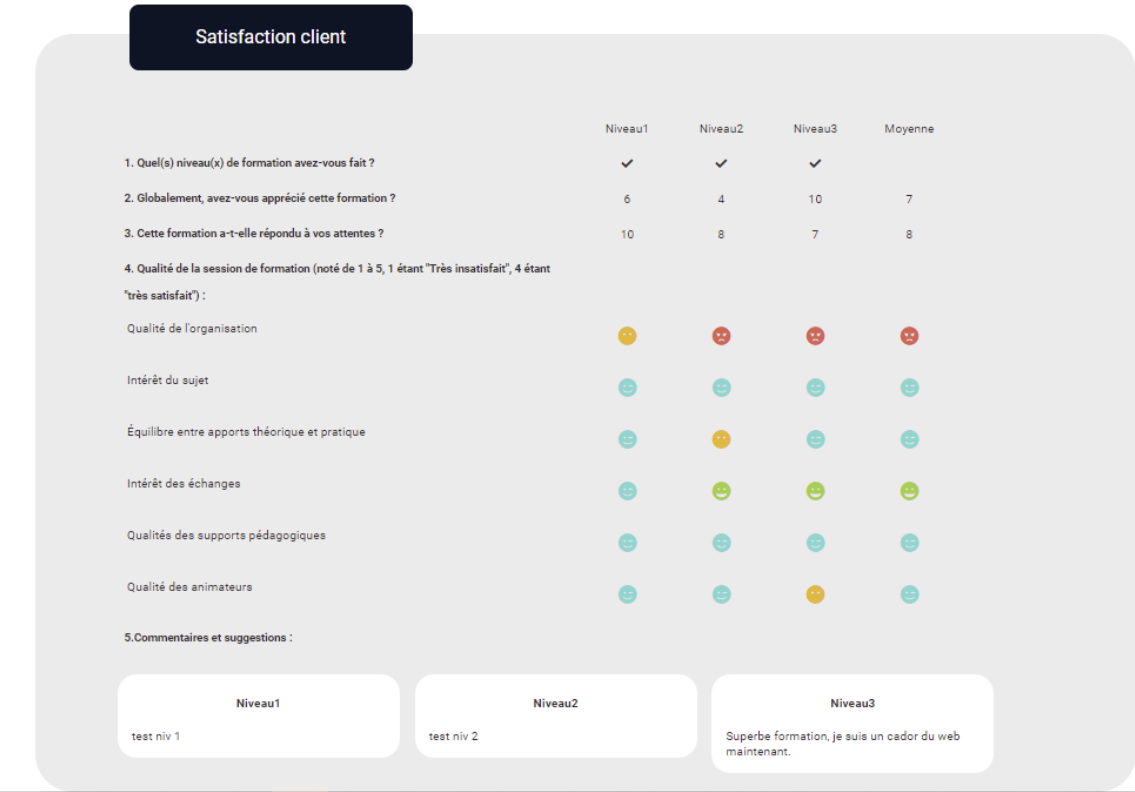 Satisfaction client
Niveau1 Niveau2 Niveau3 Moyenne
1. Quel(s) niveau(x) de formation avez-vous fait ?
2. Globalement, avez-vous apprécié cette formation ? 6 4 10 7
3. Cette formation a-t-elle répondu à vos attentes ? 10 8 7 8
4. Qualité de la session de formation (noté de 1 à 5, 1 étant "Très insatisfait", 4 étant
"très satisfait") :
Qualité de l'organisation
Intérêt du sujet
Équilibre entre apports théorique et pratique
Intérêt des échanges
Qualités des supports pédagogiques
Qualité des animateurs
5.Commentaires et suggestions :
Niveau1 Niveau2 Niveau3
test niv 1 test niv 2 Superbe formation, je suis un cador du web
maintenant.